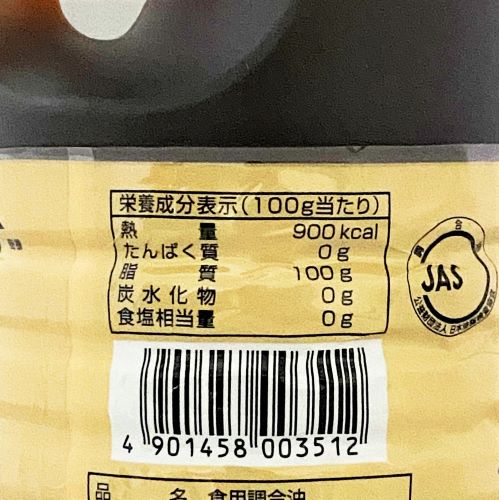 栄養成分表示(100g当たり)
熱 量 900kcal
たんぱく質 0g
脂 質 100g
炭水化物 0g
食塩相当量 0g
調合
JAS
4 901458 003512
品 名 食用調合油